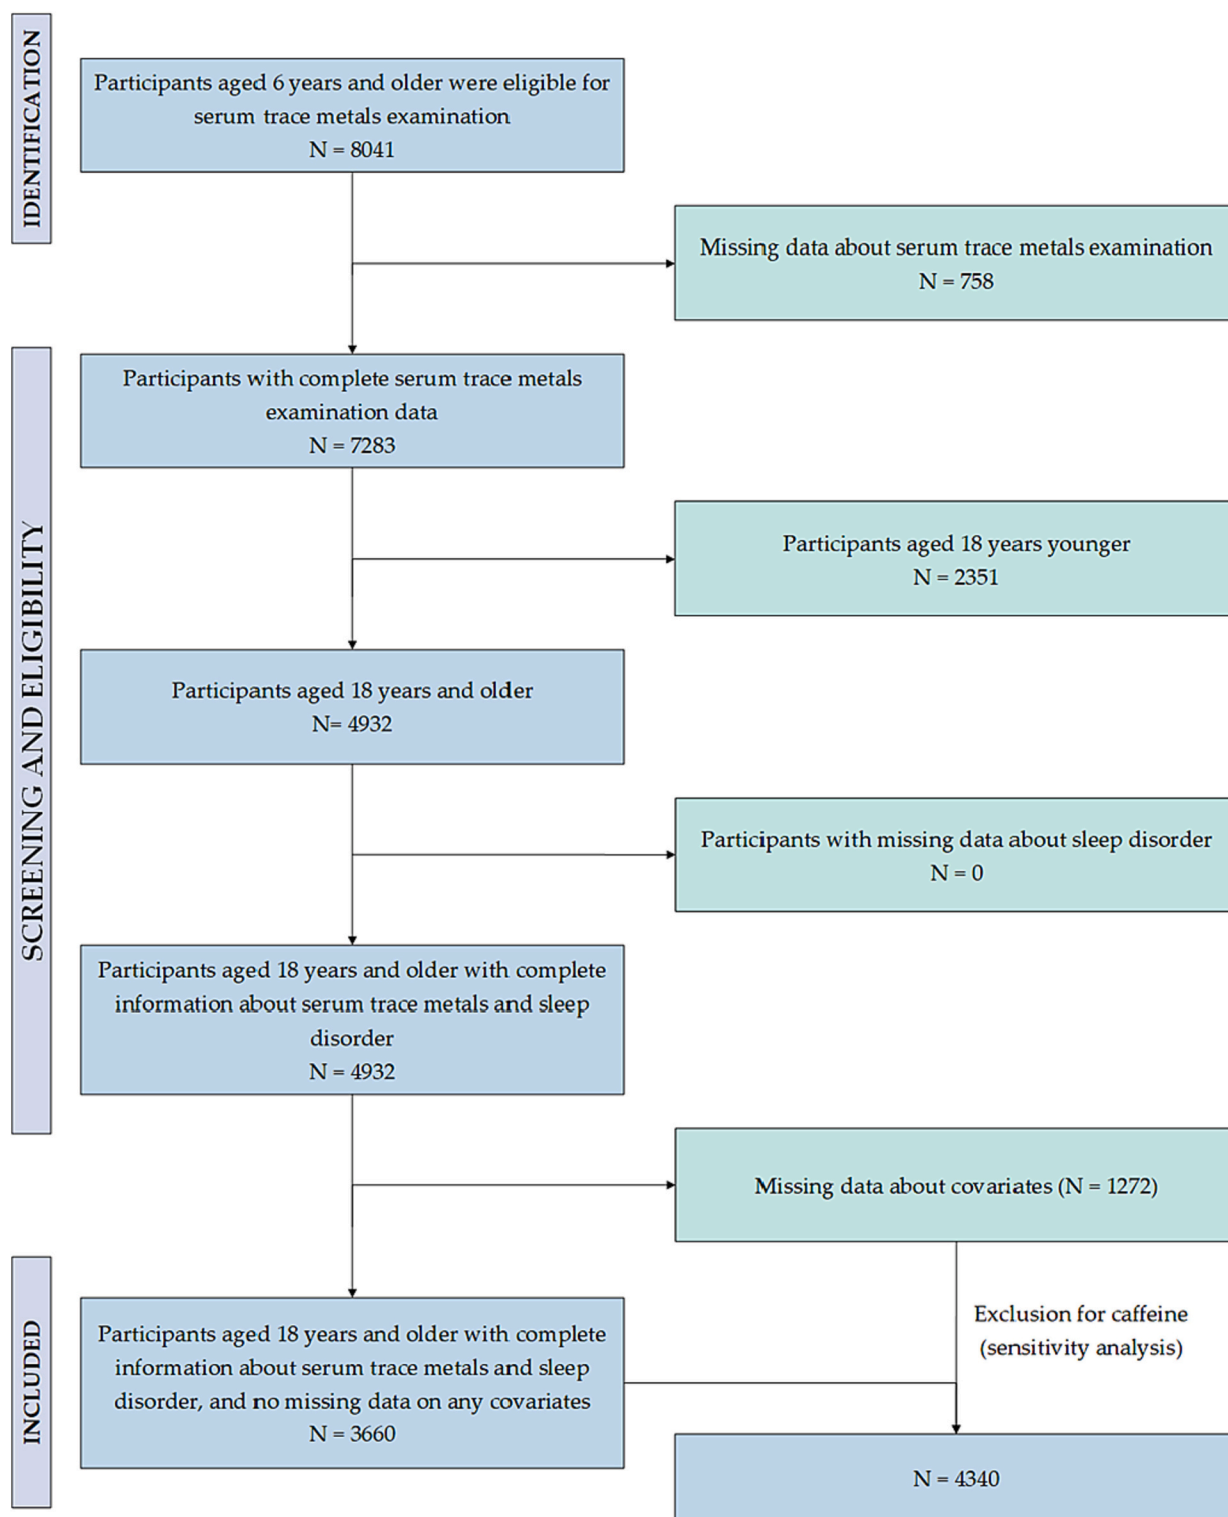 IDENTIFICATION
Participants aged 6 years and older were eligible for
serum trace metals examination
N = 8041
Missing data about serum trace metals examination
N = 758
SCREENING AND ELIGIBILITY
Participants with complete serum trace metals
examination data
N = 7283
Participants aged 18 years younger
N = 2351
Participants aged 18 years and older
N= 4932
Participants with missing data about sleep disorder
N = 0
Participants aged 18 years and older with complete
information about serum trace metals and sleep
disorder
N = 4932
Missing data about covariates (N = 1272)
INCLUDED
Participants aged 18 years and older with complete
information about serum trace metals and sleep
disorder, and no missing data on any covariates
N = 3660
Exclusion for caffeine
(sensitivity analysis)
N = 4340